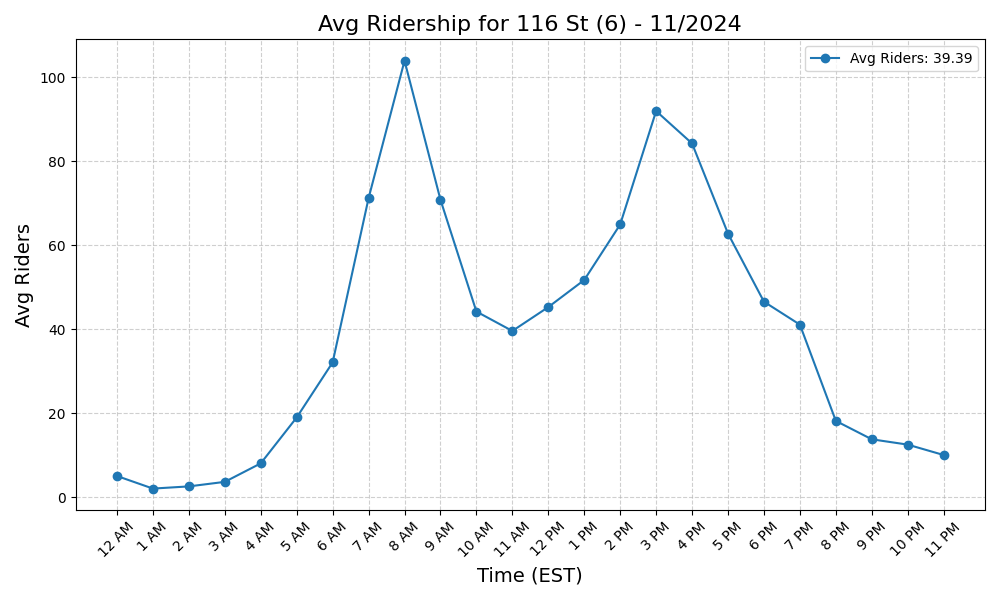 Avg Ridership for 116 St (6) - 11/2024
Avg Riders: 39.39
Avg Riders
100
80
60
40
20
0
12 AM
1 AM
2 AM
3 AM
4 AM
5 AM
6 AM
7 AM
8 AM
9 AM
10 AM
11 AM
12 PM
1 PM
2 PM
3 PM
4 PM
5 PM
6 PM
7 PM
8 PM
9 PM
10 PM
11 PM
Time (EST)